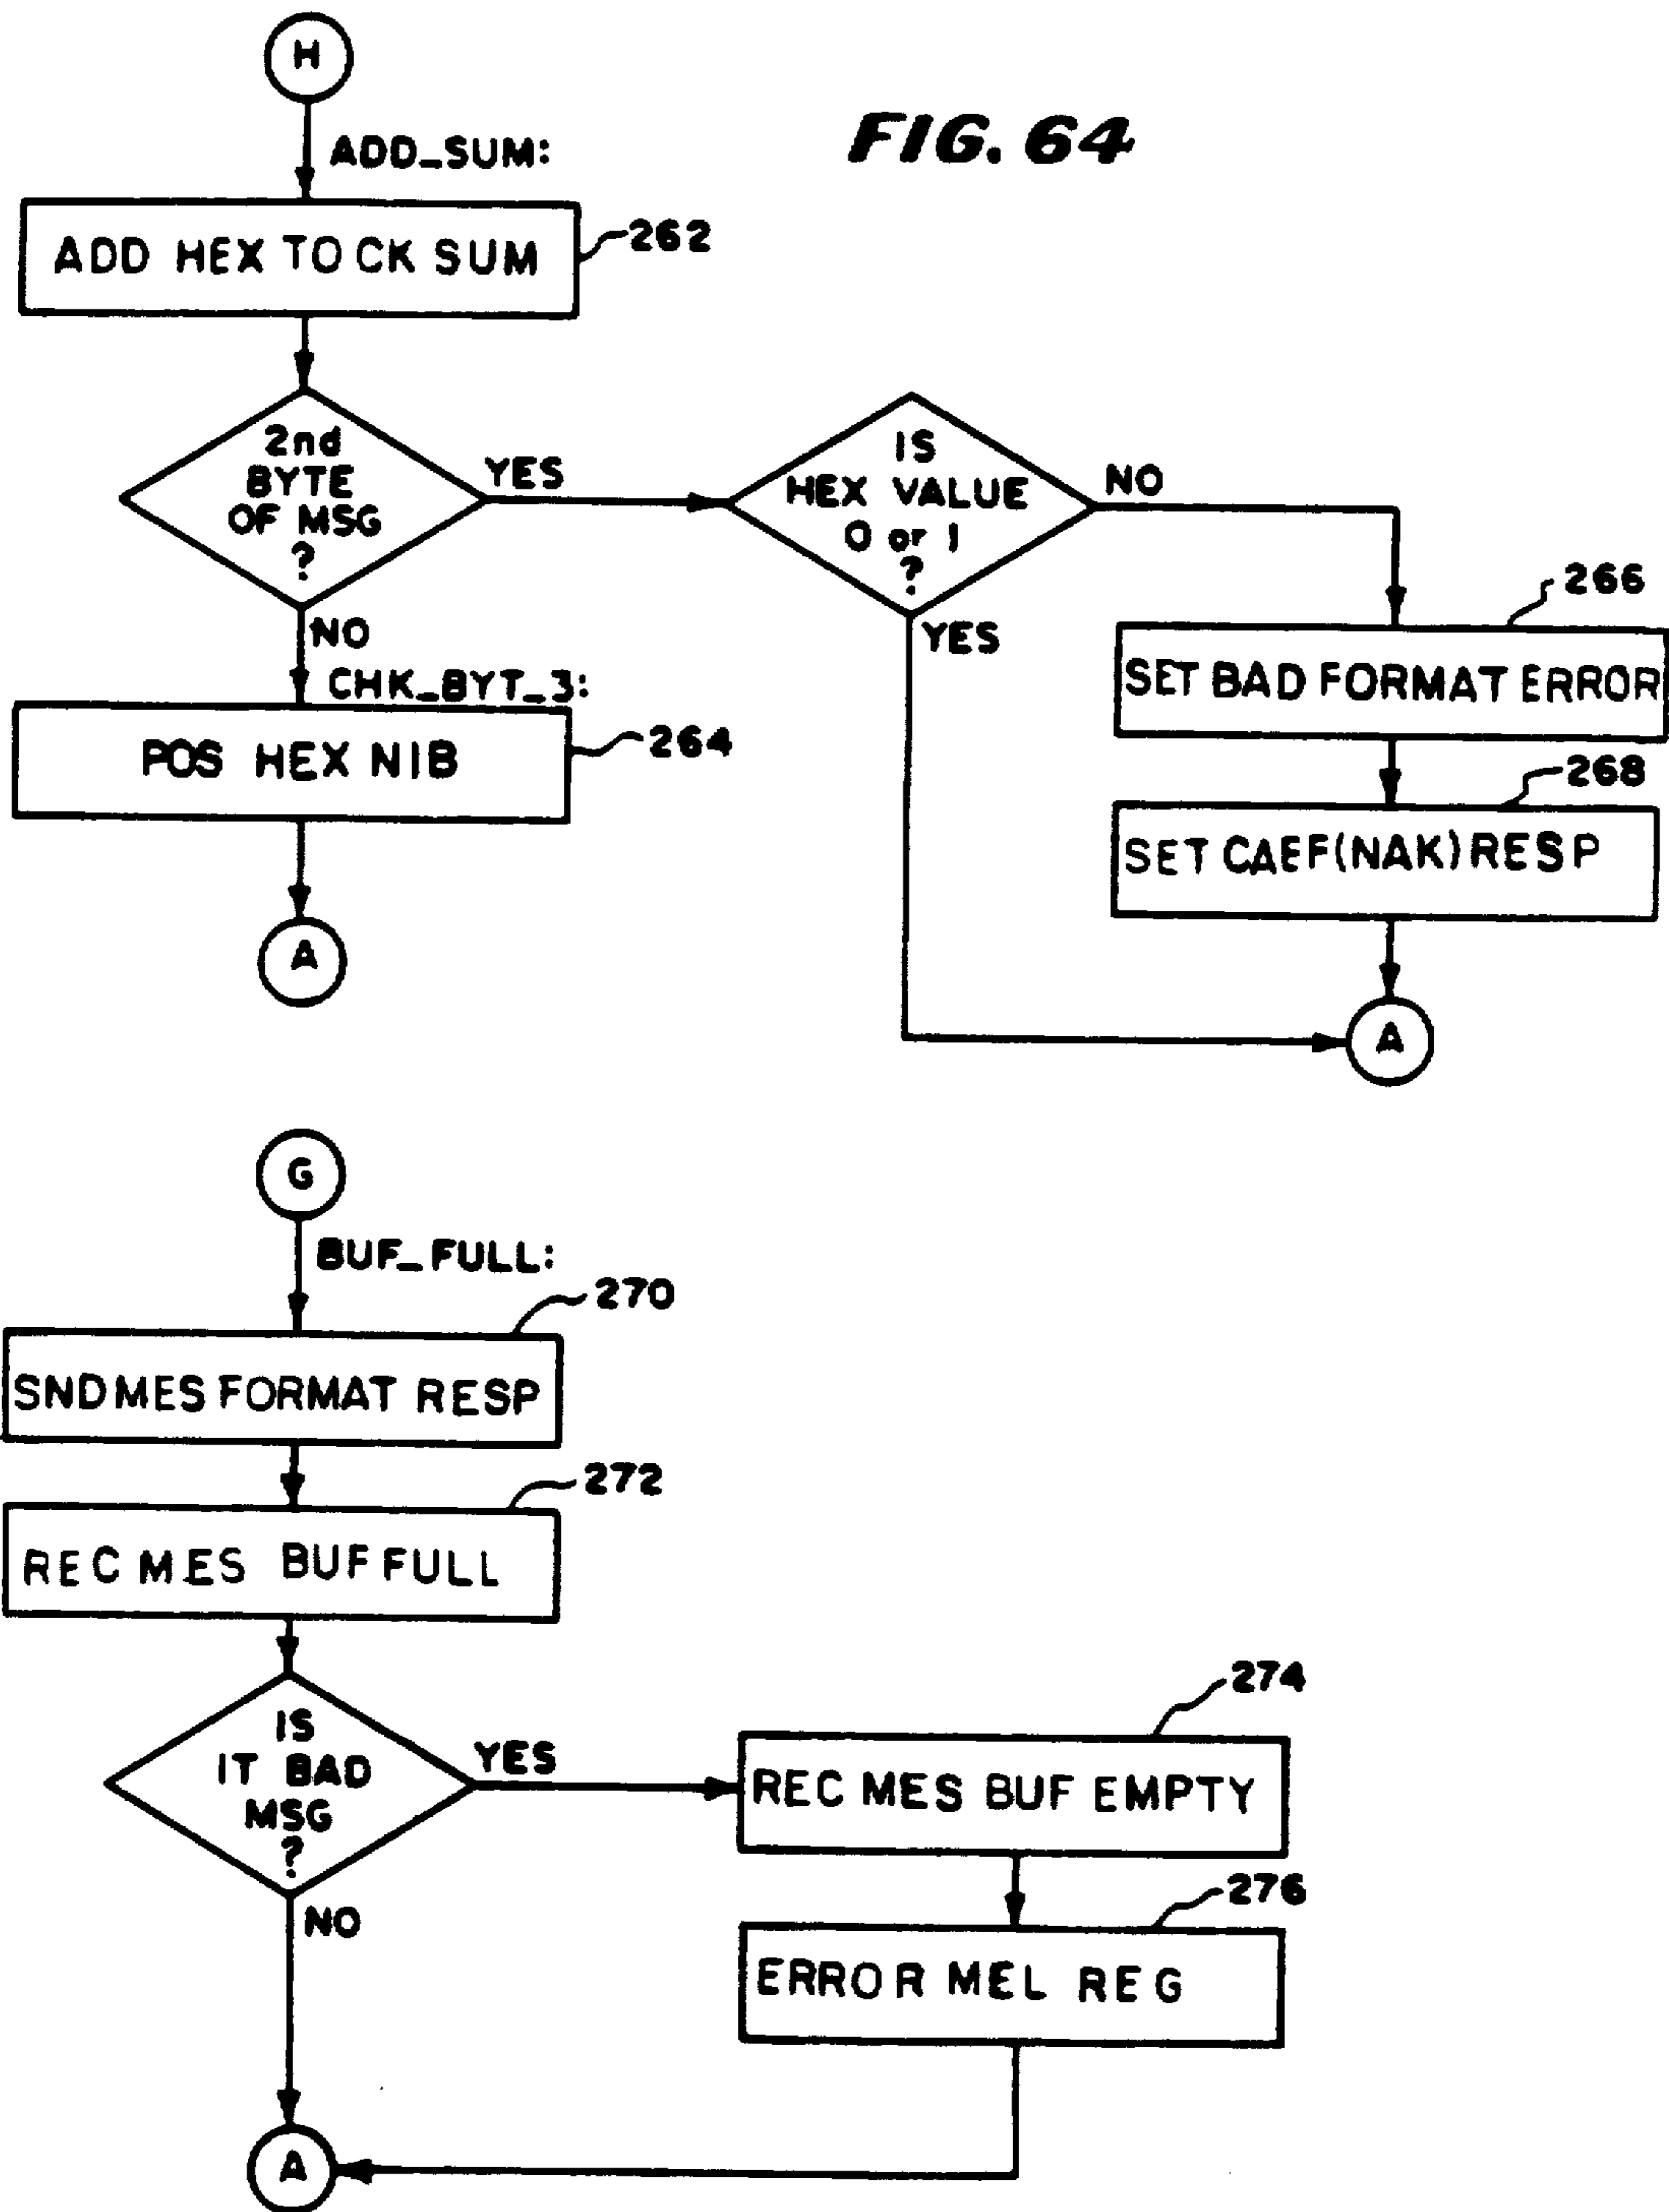 H
FIG. 64
ADD_SUM:
ADD HEX TO CK SUM
262
2nd
BYTE
OF MSG
?
YES
IS
HEX VALUE
0 or 1
?
NO
YES
NO
CHK_BYT_3:
POS HEX NIB
264
A
266
SET BAD FORMAT ERROR
268
SET CAEF(NAK) RESP
A
G
BUF_FULL:
270
SNDMES FORMAT RESP
272
REC MES BUF FULL
IS
IT BAD
MSG
?
YES
NO
274
REC MES BUF EMPTY
276
ERROR MEL REG
A